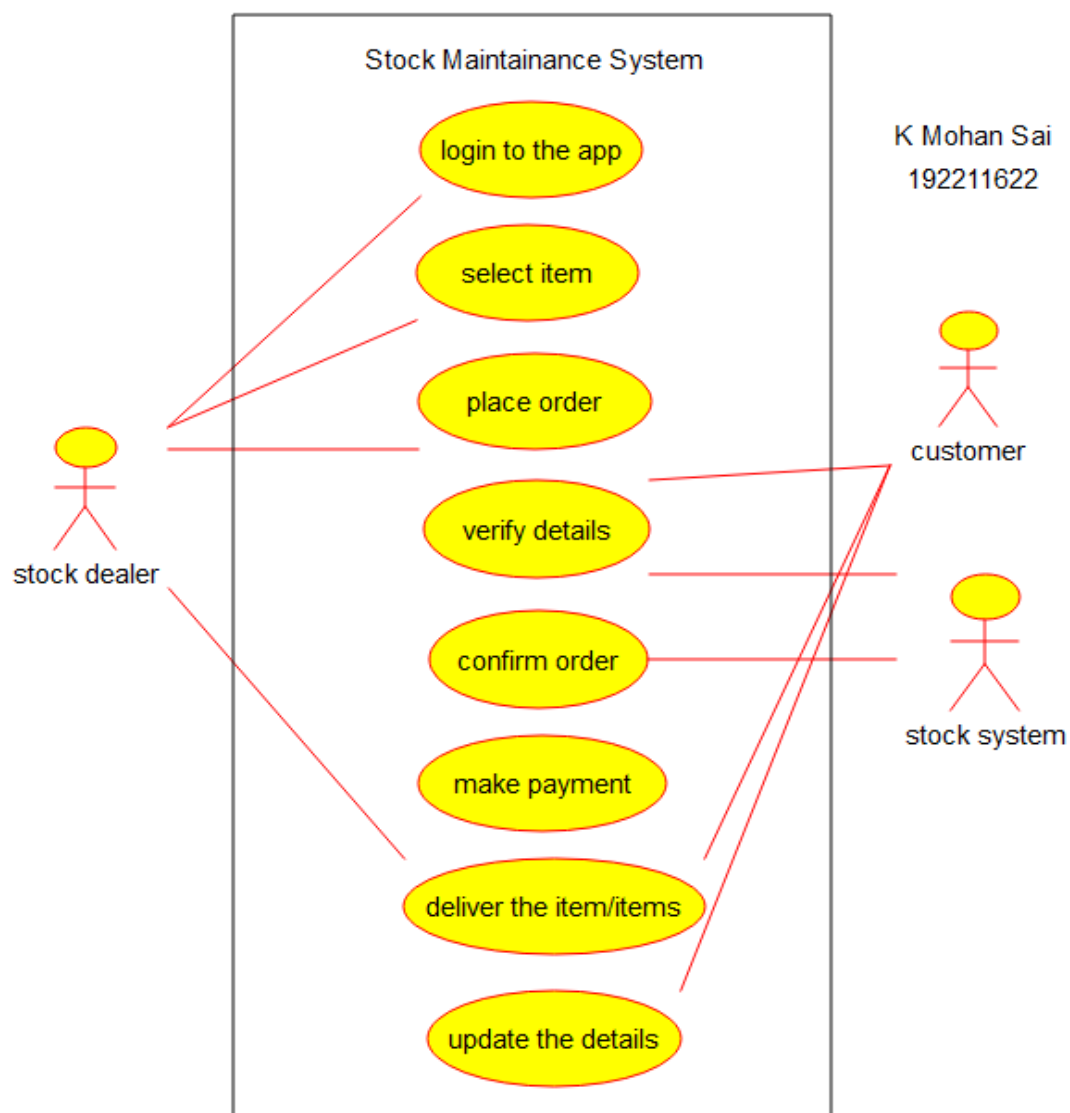 Stock Maintainance System
K Mohan Sai
192211622
login to the app
select item
place order
verify details
confirm order
make payment
deliver the item/items
update the details
stock dealer
customer
stock system